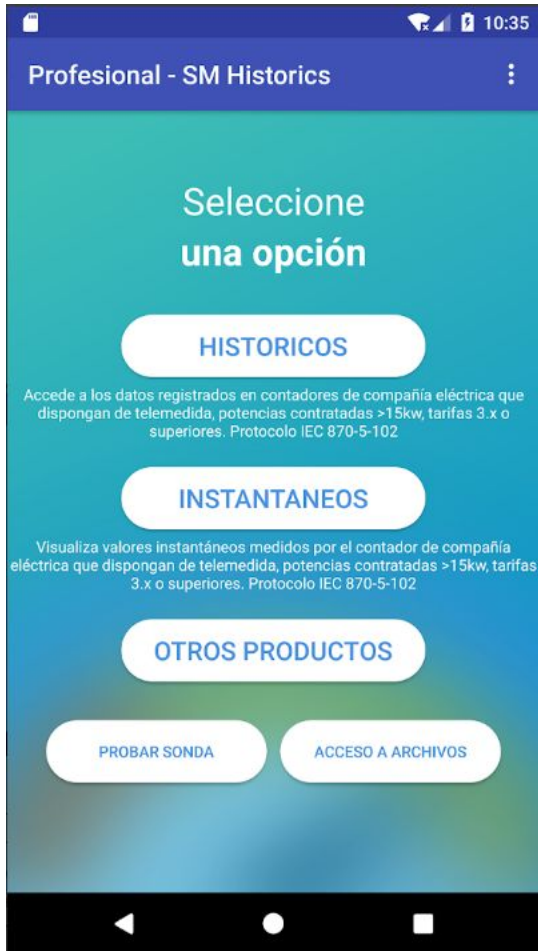 10:35
Profesional - SM Historics
Seleccione
una opción
HISTORICOS
Accede a los datos registrados en contadores de compañía eléctrica que
dispongan de telemedida, potencias contratadas >15kw, tarifas 3.x o
superiores. Protocolo IEC 870-5-102
INSTANTANEOS
Visualiza valores instantáneos medidos por el contador de compañía
eléctrica que dispongan de telemedida, potencias contratadas >15kw, tarifas
3.x o superiores. Protocolo IEC 870-5-102
OTROS PRODUCTOS
PROBAR SONDA
ACCESO A ARCHIVOS